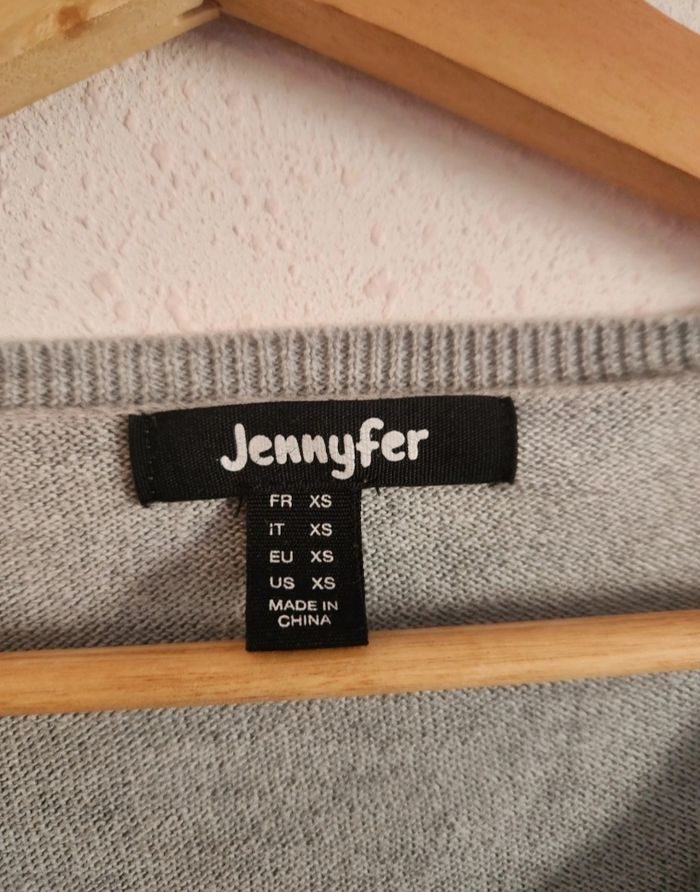 Jennyfer
FR XS
IT XS
EU XS
US XS
MADE IN
CHINA